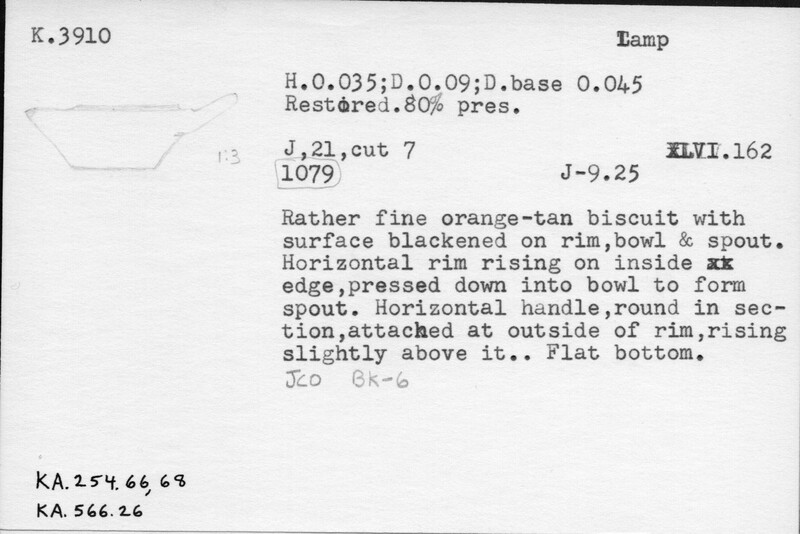 K.3910
Lamp
H.0.035;D.0.09;D.base 0.045
Restored.80% pres.
1:3
J,21,cut 7
XLVI.162
1079
J-9.25
Rather fine orange-tan biscuit with
surface blackened on rim,bowl & spout.
Horizontal rim rising on inside
edge,pressed down into bowl to form
spout. Horizontal handle,round in sec-
tion,attached at outside of rim,rising
slightly above it.. Flat bottom.
JCO BK-6
KA.254.66,68
KA.566.26